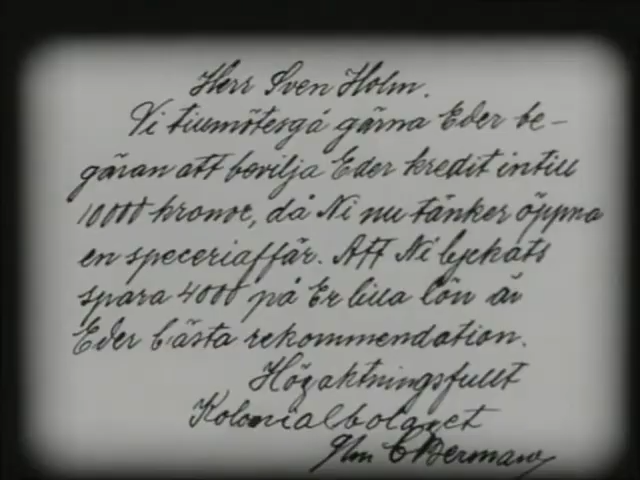 Herr Sven Holm.
Vi tillmötesgå gärna Eder be-
gäran att bevilja Eder kredit intill
10000 kronor, då Ni nu tänker öppna
en speceriaffär. Att Ni lyckats
spara 4000 på Er lilla lön är
Eder bästa rekommendation.
Högaktningsfullt
Kolonialbolaget